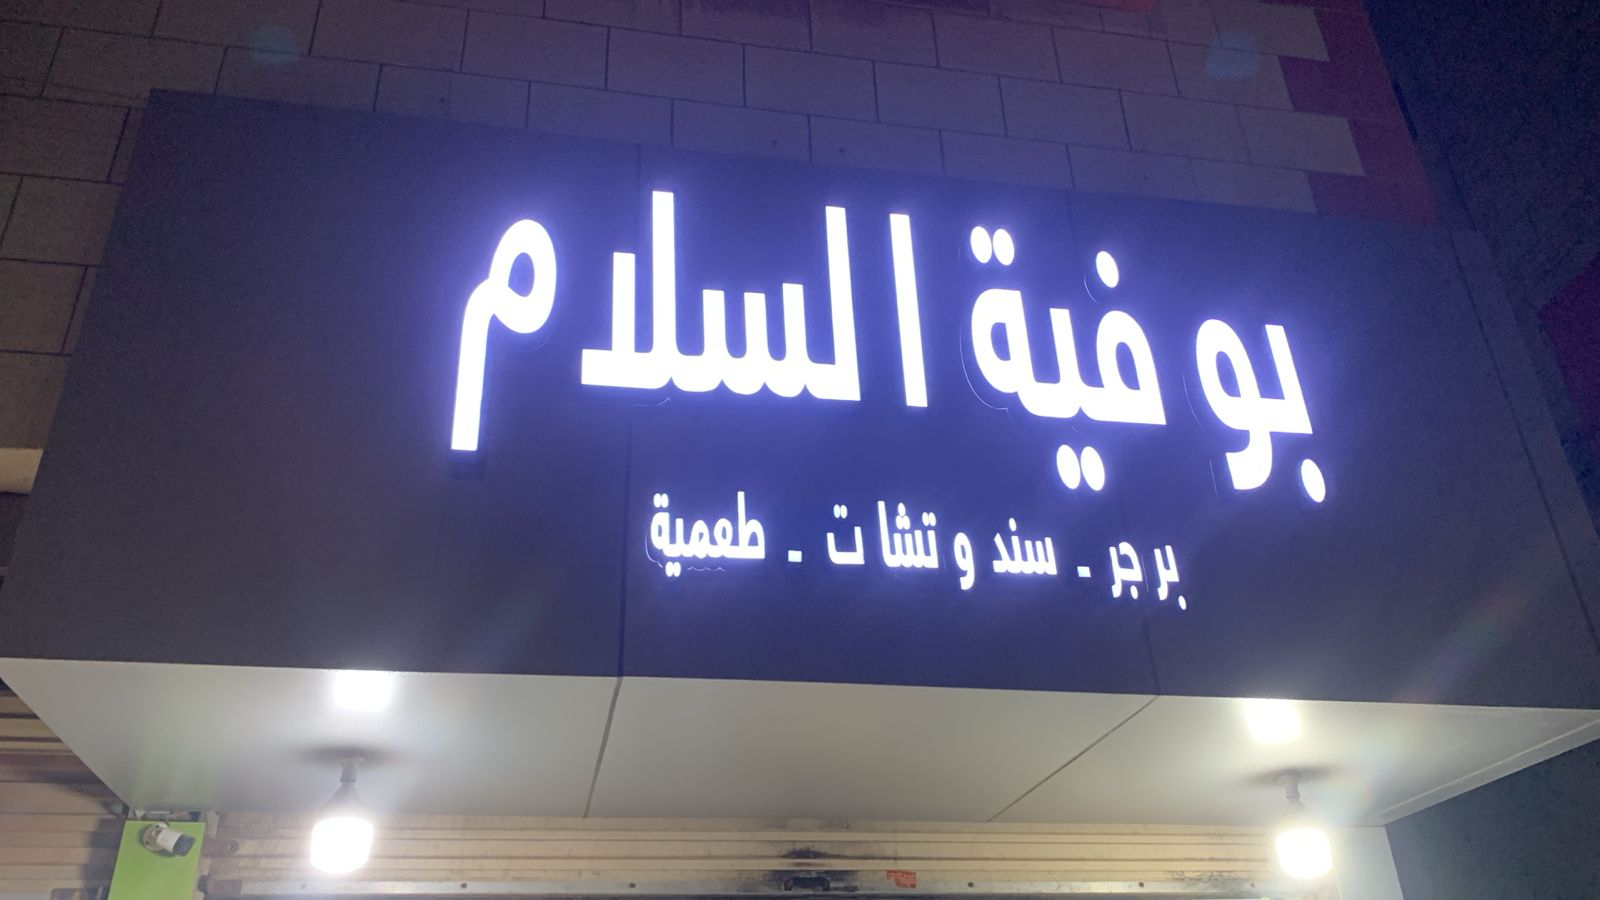 بوفية السلام
برجر - سندوتشات - طعمية